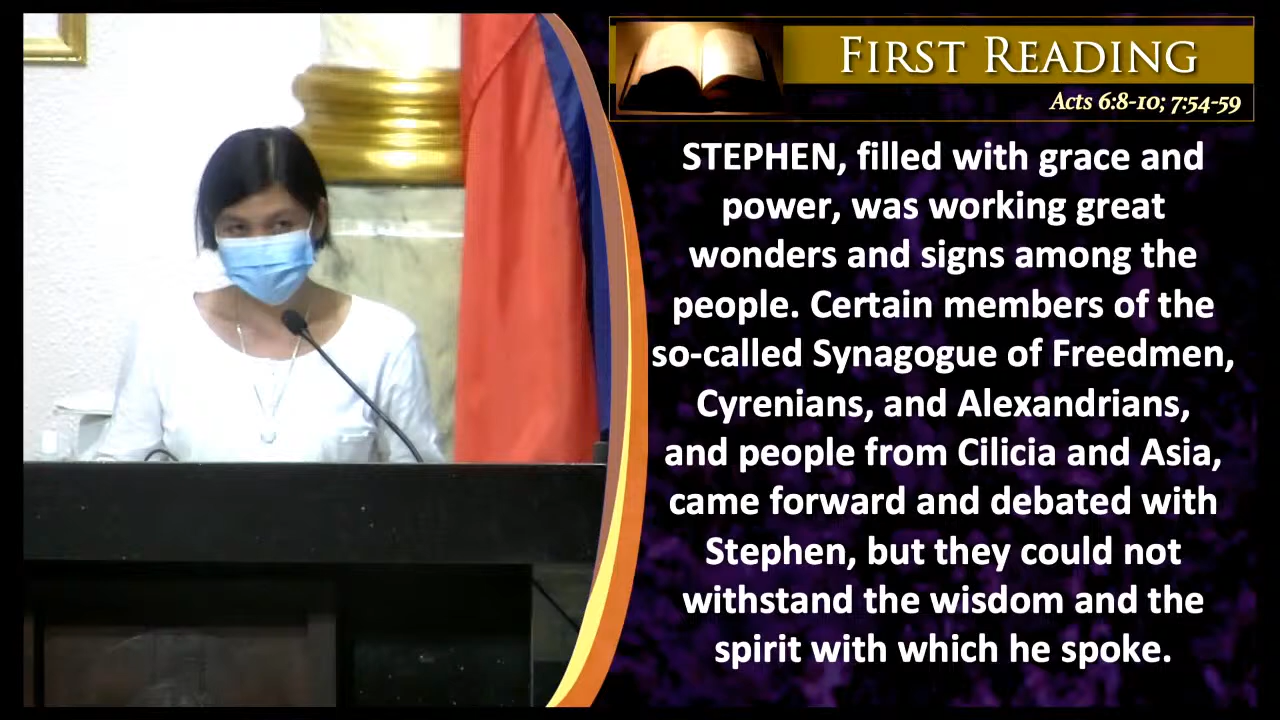 FIRST READING
Acts 6:8-10; 7:54-59
STEPHEN, filled with grace and
power, was working great
wonders and signs among the
people. Certain members of the
so-called Synagogue of Freedmen,
Cyrenians, and Alexandrians,
and people from Cilicia and Asia,
came forward and debated with
Stephen, but they could not
withstand the wisdom and the
spirit with which he spoke.